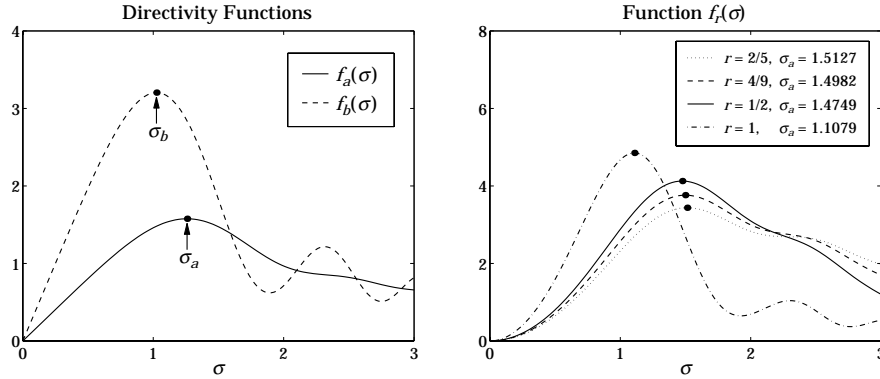 Directivity Functions
4
3
2
1
0
0
1
2
3
σ
f_a(σ)
f_b(σ)
σ_b
σ_a
Function f_r(σ)
8
6
4
2
0
0
1
2
3
σ
r = 2/5, σ_a = 1.5127
r = 4/9, σ_a = 1.4982
r = 1/2, σ_a = 1.4749
r = 1, σ_a = 1.1079